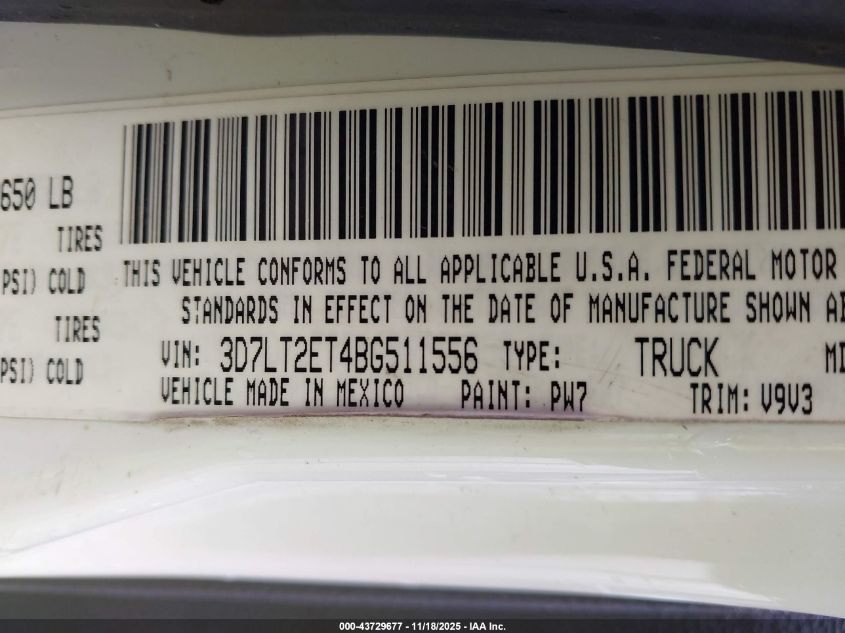 650 LB
TIRES
PSI) COLD
TIRES
PSI) COLD
THIS VEHICLE CONFORMS TO ALL APPLICABLE U.S.A. FEDERAL MOTOR
STANDARDS IN EFFECT ON THE DATE OF MANUFACTURE SHOWN
VIN: 3D7LT2ET4BG511556 TYPE: TRUCK
VEHICLE MADE IN MEXICO PAINT: PW7 TRIM: V9V3
000-43729677 - 11/18/2025 - IAA Inc.